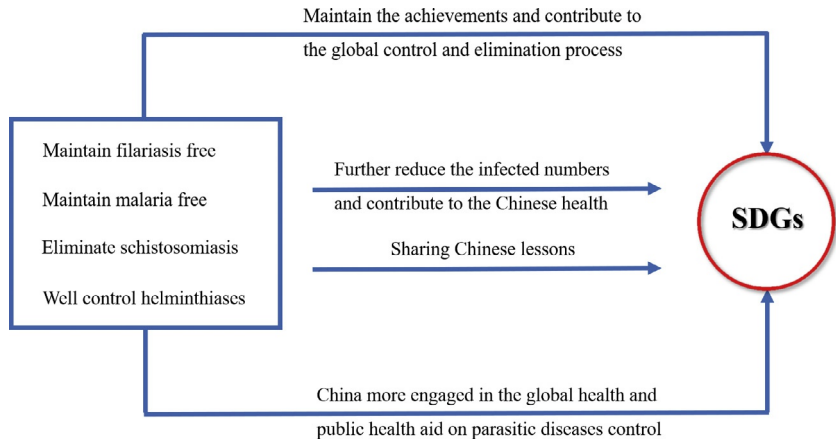 Maintain the achievements and contribute to
the global control and elimination process
Maintain filariasis free
Maintain malaria free
Eliminate schistosomiasis
Well control helminthiases
Further reduce the infected numbers
and contribute to the Chinese health
Sharing Chinese lessons
SDGs
China more engaged in the global health and
public health aid on parasitic diseases control